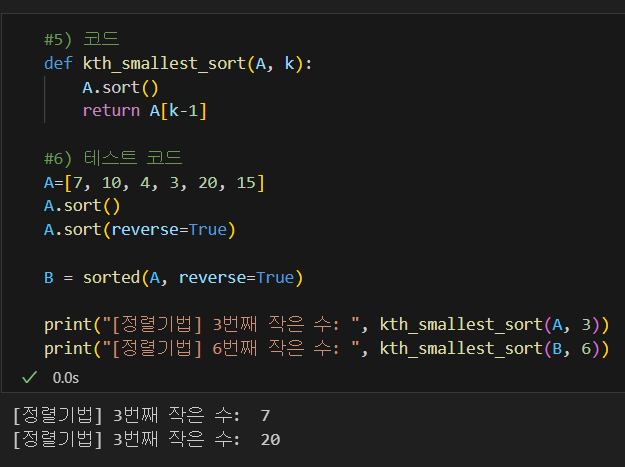 #5) 코드
def kth_smallest_sort(A, k):
    A.sort()
    return A[k-1]
#6) 테스트 코드
A=[7, 10, 4, 3, 20, 15]
A.sort()
A.sort(reverse=True)
B = sorted(A, reverse=True)
print("[정렬기법] 3번째 작은 수: ", kth_smallest_sort(A, 3))
print("[정렬기법] 6번째 작은 수: ", kth_smallest_sort(B, 6))
0.0s
[정렬기법] 3번째 작은 수:  7
[정렬기법] 3번째 작은 수:  20